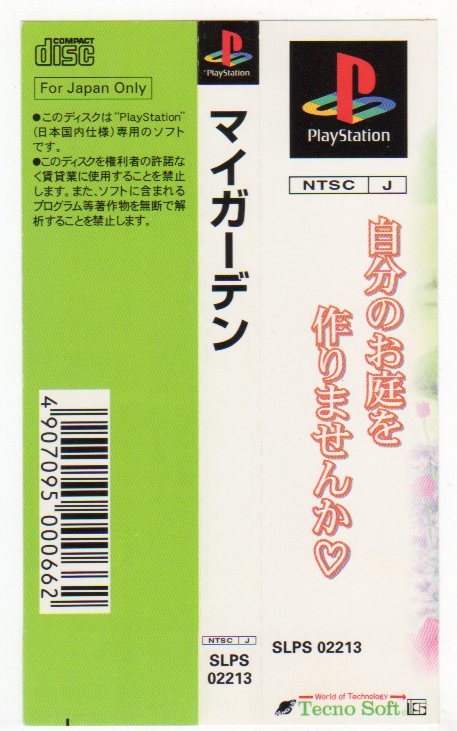 COMPACT
disc
For Japan Only
●このディスクは"PlayStation"
(日本国内仕様)専用のソフト
です。
●このディスクを権利者の許諾な
く賃貸業に使用することを禁止
します。また、ソフトに含まれる
プログラム等著作物を無断で解
析することを禁止します。
4 907095 000662
PlayStation
マイガーデン
NTSC J
SLPS
02213
PlayStation
NTSC J
自分のお庭を
作りませんか♡
SLPS 02213
World of Technology
Tecno Soft